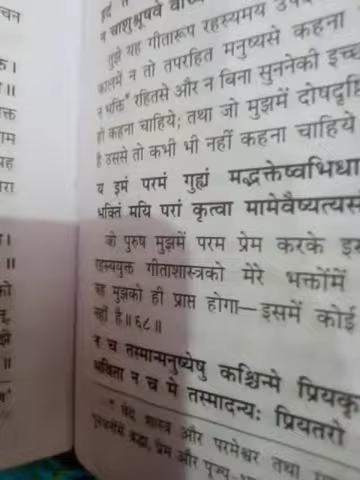 चन
न चाशुश्रूषवे
तुझे यह गीतारूप रहस्यमय
कालमें न तो तपरहित मनुष्यसे कहना
न भक्ति* रहितसे और न बिना सुननेकी
ही कहना चाहिये; तथा जो मुझमें दोषदृष्टि
है उससे तो कभी भी नहीं कहना चाहिये
य इमं परमं गुह्यं मद्भक्तेष्वभिधा
भक्तिं मयि परां कृत्वा मामेवैष्यत्यस
जो पुरुष मुझमें परम प्रेम करके इस
रहस्ययुक्त गीताशास्त्रको मेरे भक्तोंमें
वह मुझको ही प्राप्त होगा—इसमें कोई
नहीं है॥ ६८॥
न च तस्मान्मनुष्येषु कश्चिन्मे प्रियकृ
भविता न च मे तस्मादन्यः प्रियतरो
* वेद शास्त्र और परमेश्वर तथा
श्रद्धा, प्रेम और पूज्य-